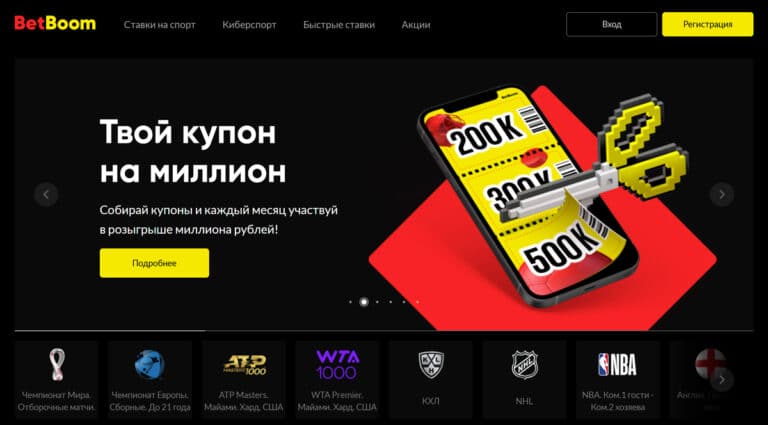 BetBoom
Ставки на спорт
Киберспорт
Быстрые ставки
Акции
Вход
Регистрация
Твой купон
на миллион
Собирай купоны и каждый месяц участвуй
в розыгрыше миллиона рублей!
Подробнее
BetBoom
200K
300K
500K
Чемпионат Мира.
Отборочные матчи.
Чемпионат Европы.
Сборные. До 21 года
ATP
MASTERS 1000
ATP Masters.
Майами. Хард. США
WTA
1000
WTA Premier.
Майами. Хард. США
КХЛ
NHL
NHL
NBA
NBA. Ком.1 гости -
Ком.2 хозяева